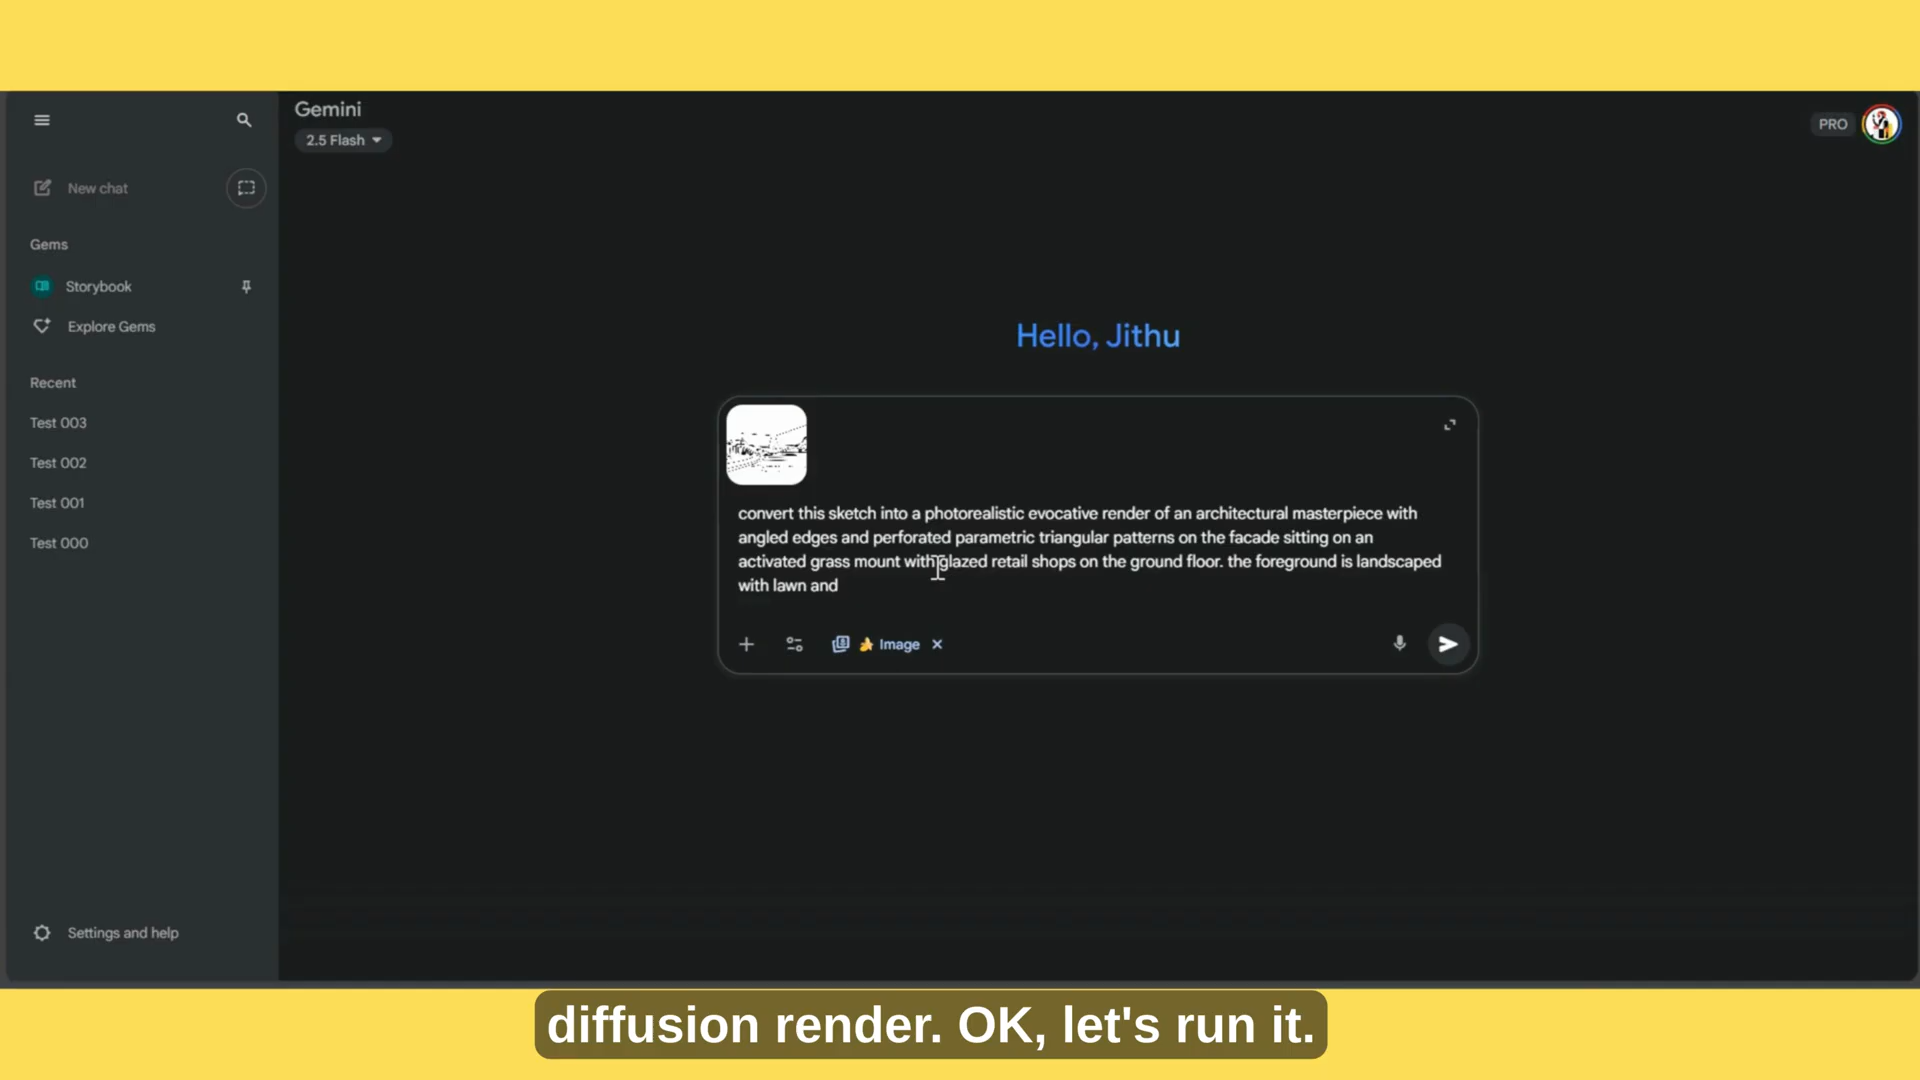 Gemini
2.5 Flash
PRO
New chat
Gems
Storybook
Explore Gems
Recent
Test 003
Test 002
Test 001
Test 000
Settings and help
Hello, Jithu
convert this sketch into a photorealistic evocative render of an architectural masterpiece with
angled edges and perforated parametric triangular patterns on the facade sitting on an
activated grass mount with glazed retail shops on the ground floor. the foreground is landscaped
with lawn and
Image
diffusion render. OK, let's run it.